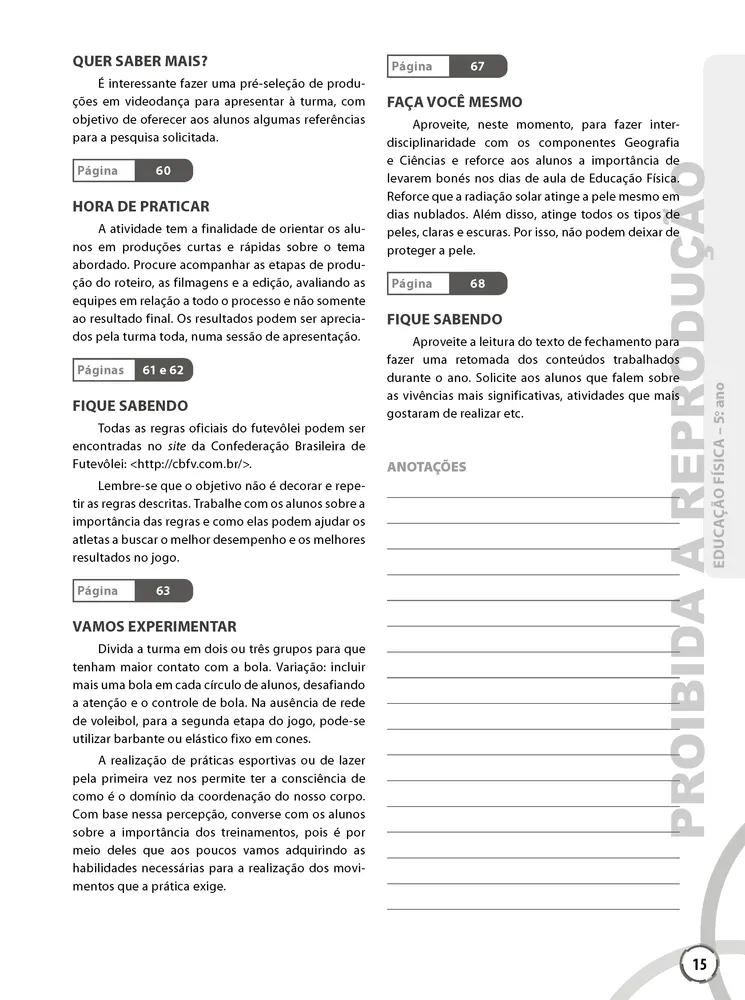 QUER SABER MAIS?
É interessante fazer uma pré-seleção de produ-
ções em videodança para apresentar à turma, com
objetivo de oferecer aos alunos algumas referências
para a pesquisa solicitada.
Página 60
HORA DE PRATICAR
A atividade tem a finalidade de orientar os alu-
nos em produções curtas e rápidas sobre o tema
abordado. Procure acompanhar as etapas de produ-
ção do roteiro, as filmagens e a edição, avaliando as
equipes em relação a todo o processo e não somente
ao resultado final. Os resultados podem ser aprecia-
dos pela turma toda, numa sessão de apresentação.
Páginas 61 e 62
FIQUE SABENDO
Todas as regras oficiais do futevôlei podem ser
encontradas no site da Confederação Brasileira de
Futevôlei: <http://cbfv.com.br/>.
Lembre-se que o objetivo não é decorar e repe-
tir as regras descritas. Trabalhe com os alunos sobre a
importância das regras e como elas podem ajudar os
atletas a buscar o melhor desempenho e os melhores
resultados no jogo.
Página 63
VAMOS EXPERIMENTAR
Divida a turma em dois ou três grupos para que
tenham maior contato com a bola. Variação: incluir
mais uma bola em cada círculo de alunos, desafiando
a atenção e o controle de bola. Na ausência de rede
de voleibol, para a segunda etapa do jogo, pode-se
utilizar barbante ou elástico fixo em cones.
A realização de práticas esportivas ou de lazer
pela primeira vez nos permite ter a consciência de
como é o domínio da coordenação do nosso corpo.
Com base nessa percepção, converse com os alunos
sobre a importância dos treinamentos, pois é por
meio deles que aos poucos vamos adquirindo as
habilidades necessárias para a realização dos movi-
mentos que a prática exige.
Página 67
FAÇA VOCÊ MESMO
Aproveite, neste momento, para fazer inter-
disciplinaridade com os componentes Geografia
e Ciências e reforce aos alunos a importância de
levarem bonés nos dias de aula de Educação Física.
Reforce que a radiação solar atinge a pele mesmo em
dias nublados. Além disso, atinge todos os tipos de
peles, claras e escuras. Por isso, não podem deixar de
proteger a pele.
Página 68
FIQUE SABENDO
Aproveite a leitura do texto de fechamento para
fazer uma retomada dos conteúdos trabalhados
durante o ano. Solicite aos alunos que falem sobre
as vivências mais significativas, atividades que mais
gostaram de realizar etc.
ANOTAÇÕES
PROIBIDA A REPRODUÇÃO
EDUCAÇÃO FÍSICA – 5º. ano
15